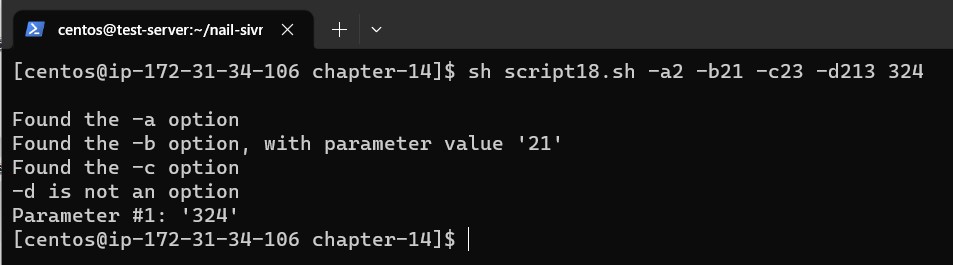 centos@test-server:~/nail-sivr
[centos@ip-172-31-34-106 chapter-14]$ sh script18.sh -a2 -b21 -c23 -d213 324
Found the -a option
Found the -b option, with parameter value '21'
Found the -c option
-d is not an option
Parameter #1: '324'
[centos@ip-172-31-34-106 chapter-14]$